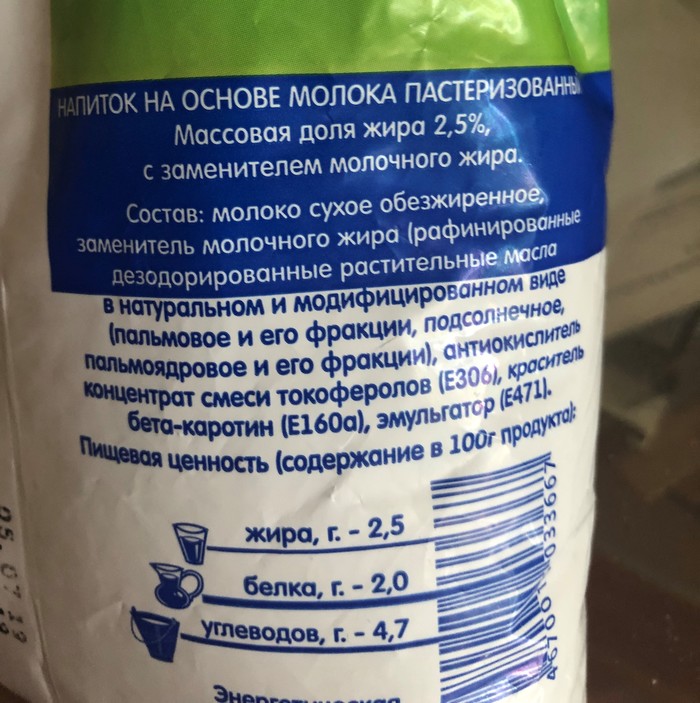 НАПИТОК НА ОСНОВЕ МОЛОКА ПАСТЕРИЗОВАННЫЙ
Массовая доля жира 2,5%,
с заменителем молочного жира.
Состав: молоко сухое обезжиренное,
заменитель молочного жира (рафинированные
дезодорированные растительные масла
в натуральном и модифицированном виде
(пальмовое и его фракции, подсолнечное,
пальмоядровое и его фракции), антиокислитель
концентрат смеси токоферолов (Е306), краситель
бета-каротин (Е160а), эмульгатор (Е471).
Пищевая ценность (содержание в 100г продукта):
жира, г. - 2,5
белка, г. - 2,0
углеводов, г. - 4,7
Энергетическая